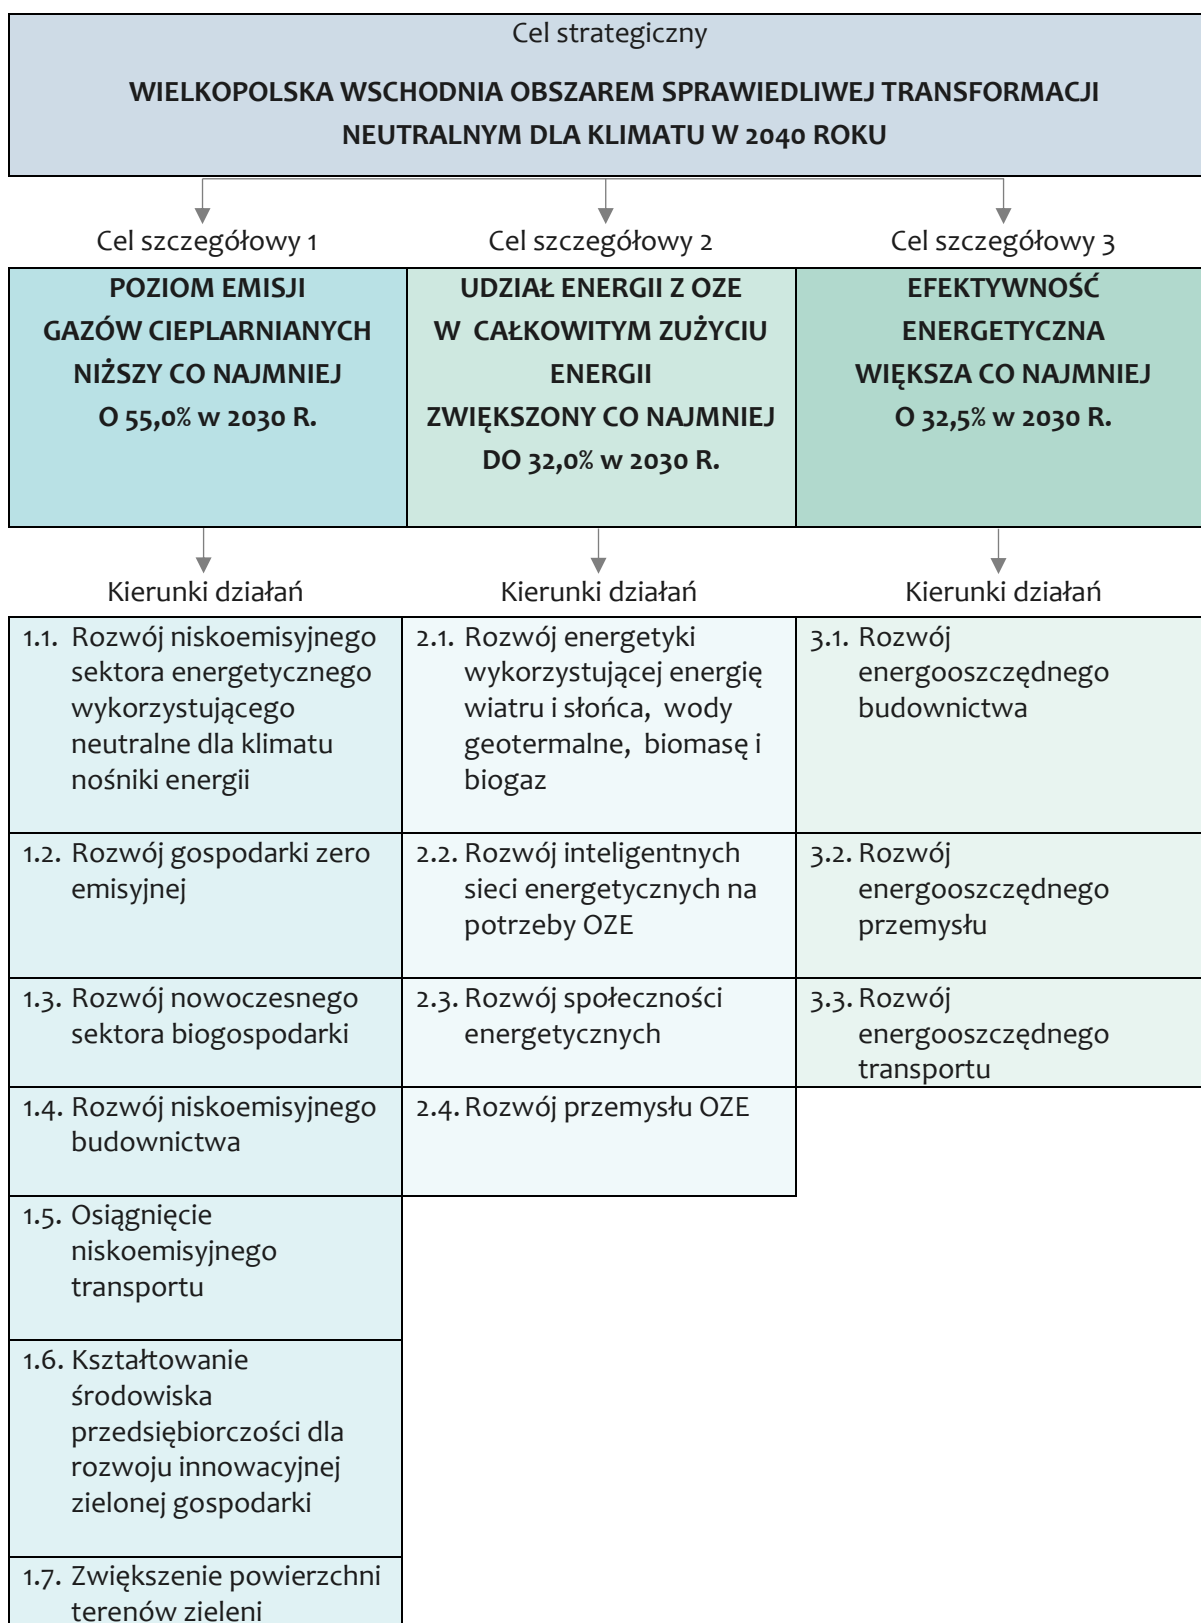 Cel strategiczny
WIELKOPOLSKA WSCHODNIA OBSZAREM SPRAWIEDLIWEJ TRANSFORMACJI
NEUTRALNYM DLA KLIMATU W 2040 ROKU
Cel szczegółowy 1
POZIOM EMISJI
GAZÓW CIEPLARNIANYCH
NIŻSZY CO NAJMNIEJ
O 55,0% w 2030 R.
Cel szczegółowy 2
UDZIAŁ ENERGII Z OZE
W CAŁKOWITYM ZUŻYCIU
ENERGII
ZWIĘKSZONY CO NAJMNIEJ
DO 32,0% w 2030 R.
Cel szczegółowy 3
EFEKTYWNOŚĆ
ENERGETYCZNA
WIĘKSZA CO NAJMNIEJ
O 32,5% w 2030 R.
Kierunki działań
1.1. Rozwój niskoemisyjnego
sektora energetycznego
wykorzystującego
neutralne dla klimatu
nośniki energii
1.2. Rozwój gospodarki zero
emisyjnej
1.3. Rozwój nowoczesnego
sektora biogospodarki
1.4. Rozwój niskoemisyjnego
budownictwa
1.5. Osiągnięcie
niskoemisyjnego
transportu
1.6. Kształtowanie
środowiska
przedsiębiorczości dla
rozwoju innowacyjnej
zielonej gospodarki
1.7. Zwiększenie powierzchni
terenów zieleni
Kierunki działań
2.1. Rozwój energetyki
wykorzystującej energię
wiatru i słońca, wody
geotermalne, biomasę i
biogaz
2.2. Rozwój inteligentnych
sieci energetycznych na
potrzeby OZE
2.3. Rozwój społeczności
energetycznych
2.4. Rozwój przemysłu OZE
Kierunki działań
3.1. Rozwój
energooszczędnego
budownictwa
3.2. Rozwój
energooszczędnego
przemysłu
3.3. Rozwój
energooszczędnego
transportu